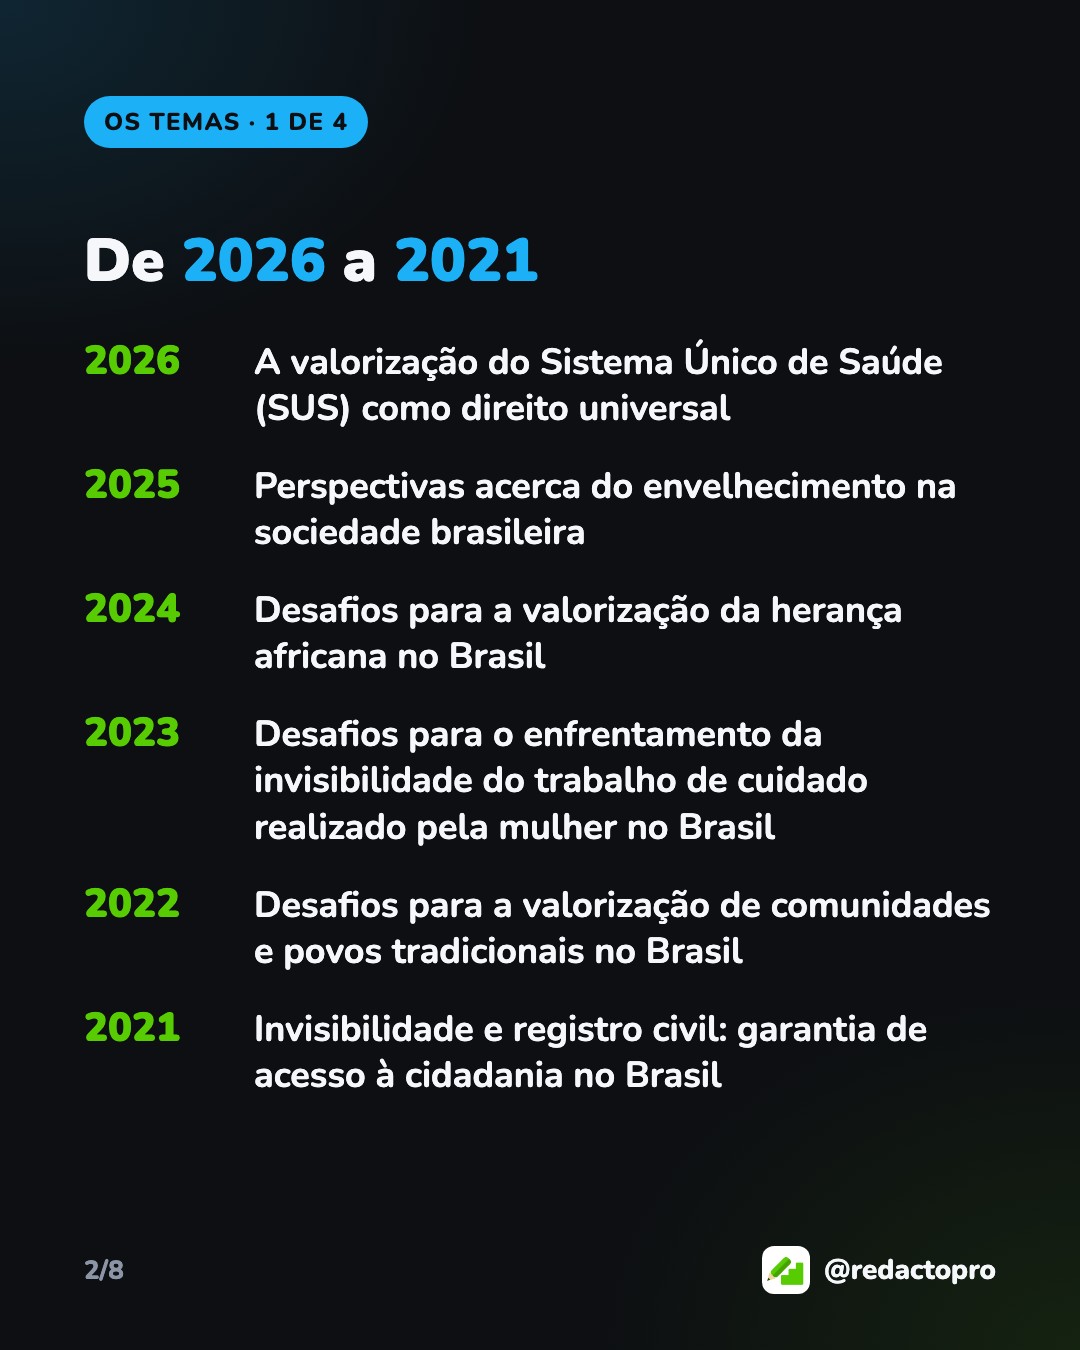 OS TEMAS · 1 DE 4
De 2026 a 2021
2026 A valorização do Sistema Único de Saúde
(SUS) como direito universal
2025 Perspectivas acerca do envelhecimento na
sociedade brasileira
2024 Desafios para a valorização da herança
africana no Brasil
2023 Desafios para o enfrentamento da
invisibilidade do trabalho de cuidado
realizado pela mulher no Brasil
2022 Desafios para a valorização de comunidades
e povos tradicionais no Brasil
2021 Invisibilidade e registro civil: garantia de
acesso à cidadania no Brasil
2/8 @redactopro